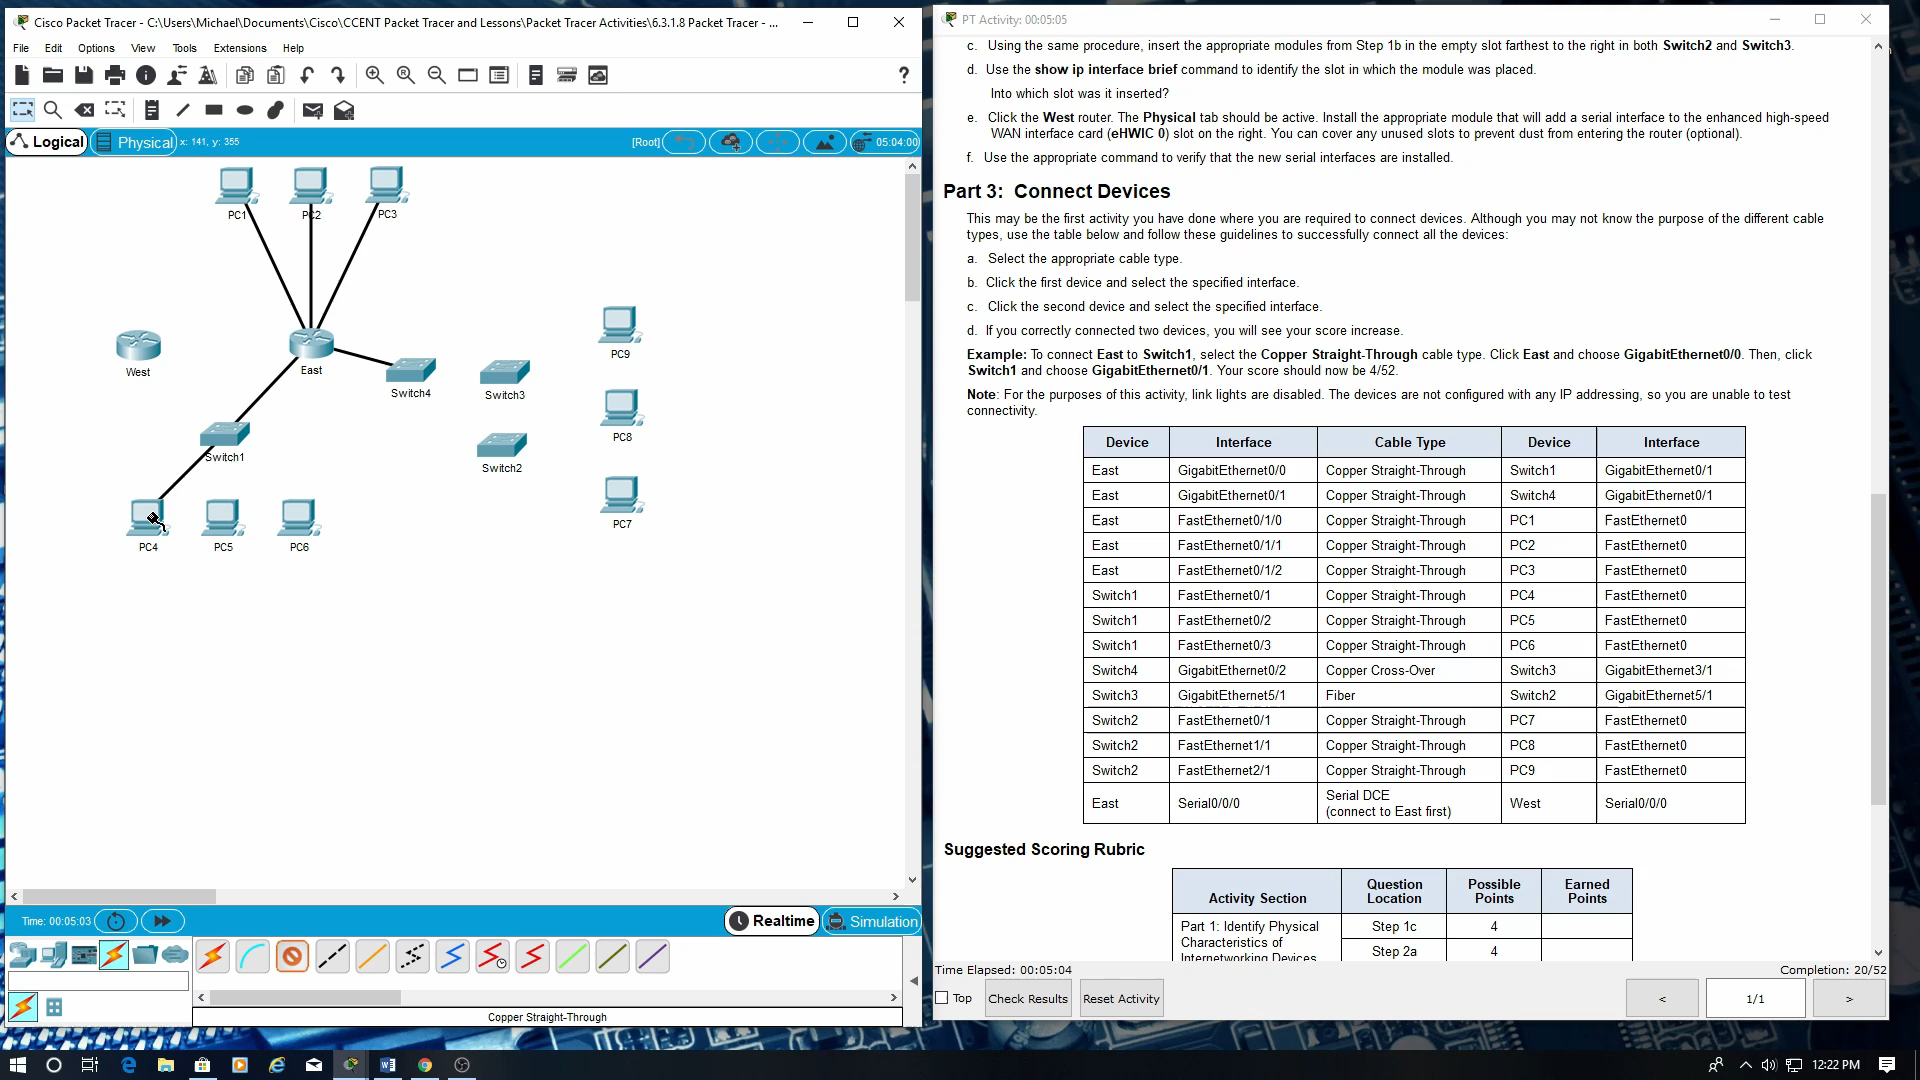 Cisco Packet Tracer - C:\Users\Michael\Documents\Cisco\CCENT Packet Tracer and Lessons\Packet Tracer Activities\6.3.1.8 Packet Tracer - ...
File Edit Options View Tools Extensions Help
?
Logical Physical x: 141, y: 355 [Root] 05:04:00
PC1 PC2 PC3
West East
Switch4 Switch3 PC9
Switch1 Switch2 PC8
PC7
PC4 PC5 PC6
Time: 00:05:03 Realtime Simulation
Copper Straight-Through
PT Activity: 00:05:05
c. Using the same procedure, insert the appropriate modules from Step 1b in the empty slot farthest to the right in both Switch2 and Switch3.
d. Use the show ip interface brief command to identify the slot in which the module was placed.
Into which slot was it inserted?
e. Click the West router. The Physical tab should be active. Install the appropriate module that will add a serial interface to the enhanced high-speed
WAN interface card (eHWIC 0) slot on the right. You can cover any unused slots to prevent dust from entering the router (optional).
f. Use the appropriate command to verify that the new serial interfaces are installed.
Part 3: Connect Devices
This may be the first activity you have done where you are required to connect devices. Although you may not know the purpose of the different cable
types, use the table below and follow these guidelines to successfully connect all the devices:
a. Select the appropriate cable type.
b. Click the first device and select the specified interface.
c. Click the second device and select the specified interface.
d. If you correctly connected two devices, you will see your score increase.
Example: To connect East to Switch1, select the Copper Straight-Through cable type. Click East and choose GigabitEthernet0/0. Then, click
Switch1 and choose GigabitEthernet0/1. Your score should now be 4/52.
Note: For the purposes of this activity, link lights are disabled. The devices are not configured with any IP addressing, so you are unable to test
connectivity.
Device Interface Cable Type Device Interface
East GigabitEthernet0/0 Copper Straight-Through Switch1 GigabitEthernet0/1
East GigabitEthernet0/1 Copper Straight-Through Switch4 GigabitEthernet0/1
East FastEthernet0/1/0 Copper Straight-Through PC1 FastEthernet0
East FastEthernet0/1/1 Copper Straight-Through PC2 FastEthernet0
East FastEthernet0/1/2 Copper Straight-Through PC3 FastEthernet0
Switch1 FastEthernet0/1 Copper Straight-Through PC4 FastEthernet0
Switch1 FastEthernet0/2 Copper Straight-Through PC5 FastEthernet0
Switch1 FastEthernet0/3 Copper Straight-Through PC6 FastEthernet0
Switch4 GigabitEthernet0/2 Copper Cross-Over Switch3 GigabitEthernet3/1
Switch3 GigabitEthernet5/1 Fiber Switch2 GigabitEthernet5/1
Switch2 FastEthernet0/1 Copper Straight-Through PC7 FastEthernet0
Switch2 FastEthernet1/1 Copper Straight-Through PC8 FastEthernet0
Switch2 FastEthernet2/1 Copper Straight-Through PC9 FastEthernet0
East Serial0/0/0 Serial DCE
(connect to East first) West Serial0/0/0
Suggested Scoring Rubric
Activity Section Question
Location Possible
Points Earned
Points
Part 1: Identify Physical
Characteristics of
Internetworking Devices
Step 1c 4
Step 2a 4
Time Elapsed: 00:05:04 Completion: 20/52
Top Check Results Reset Activity < 1/1 >
12:22 PM